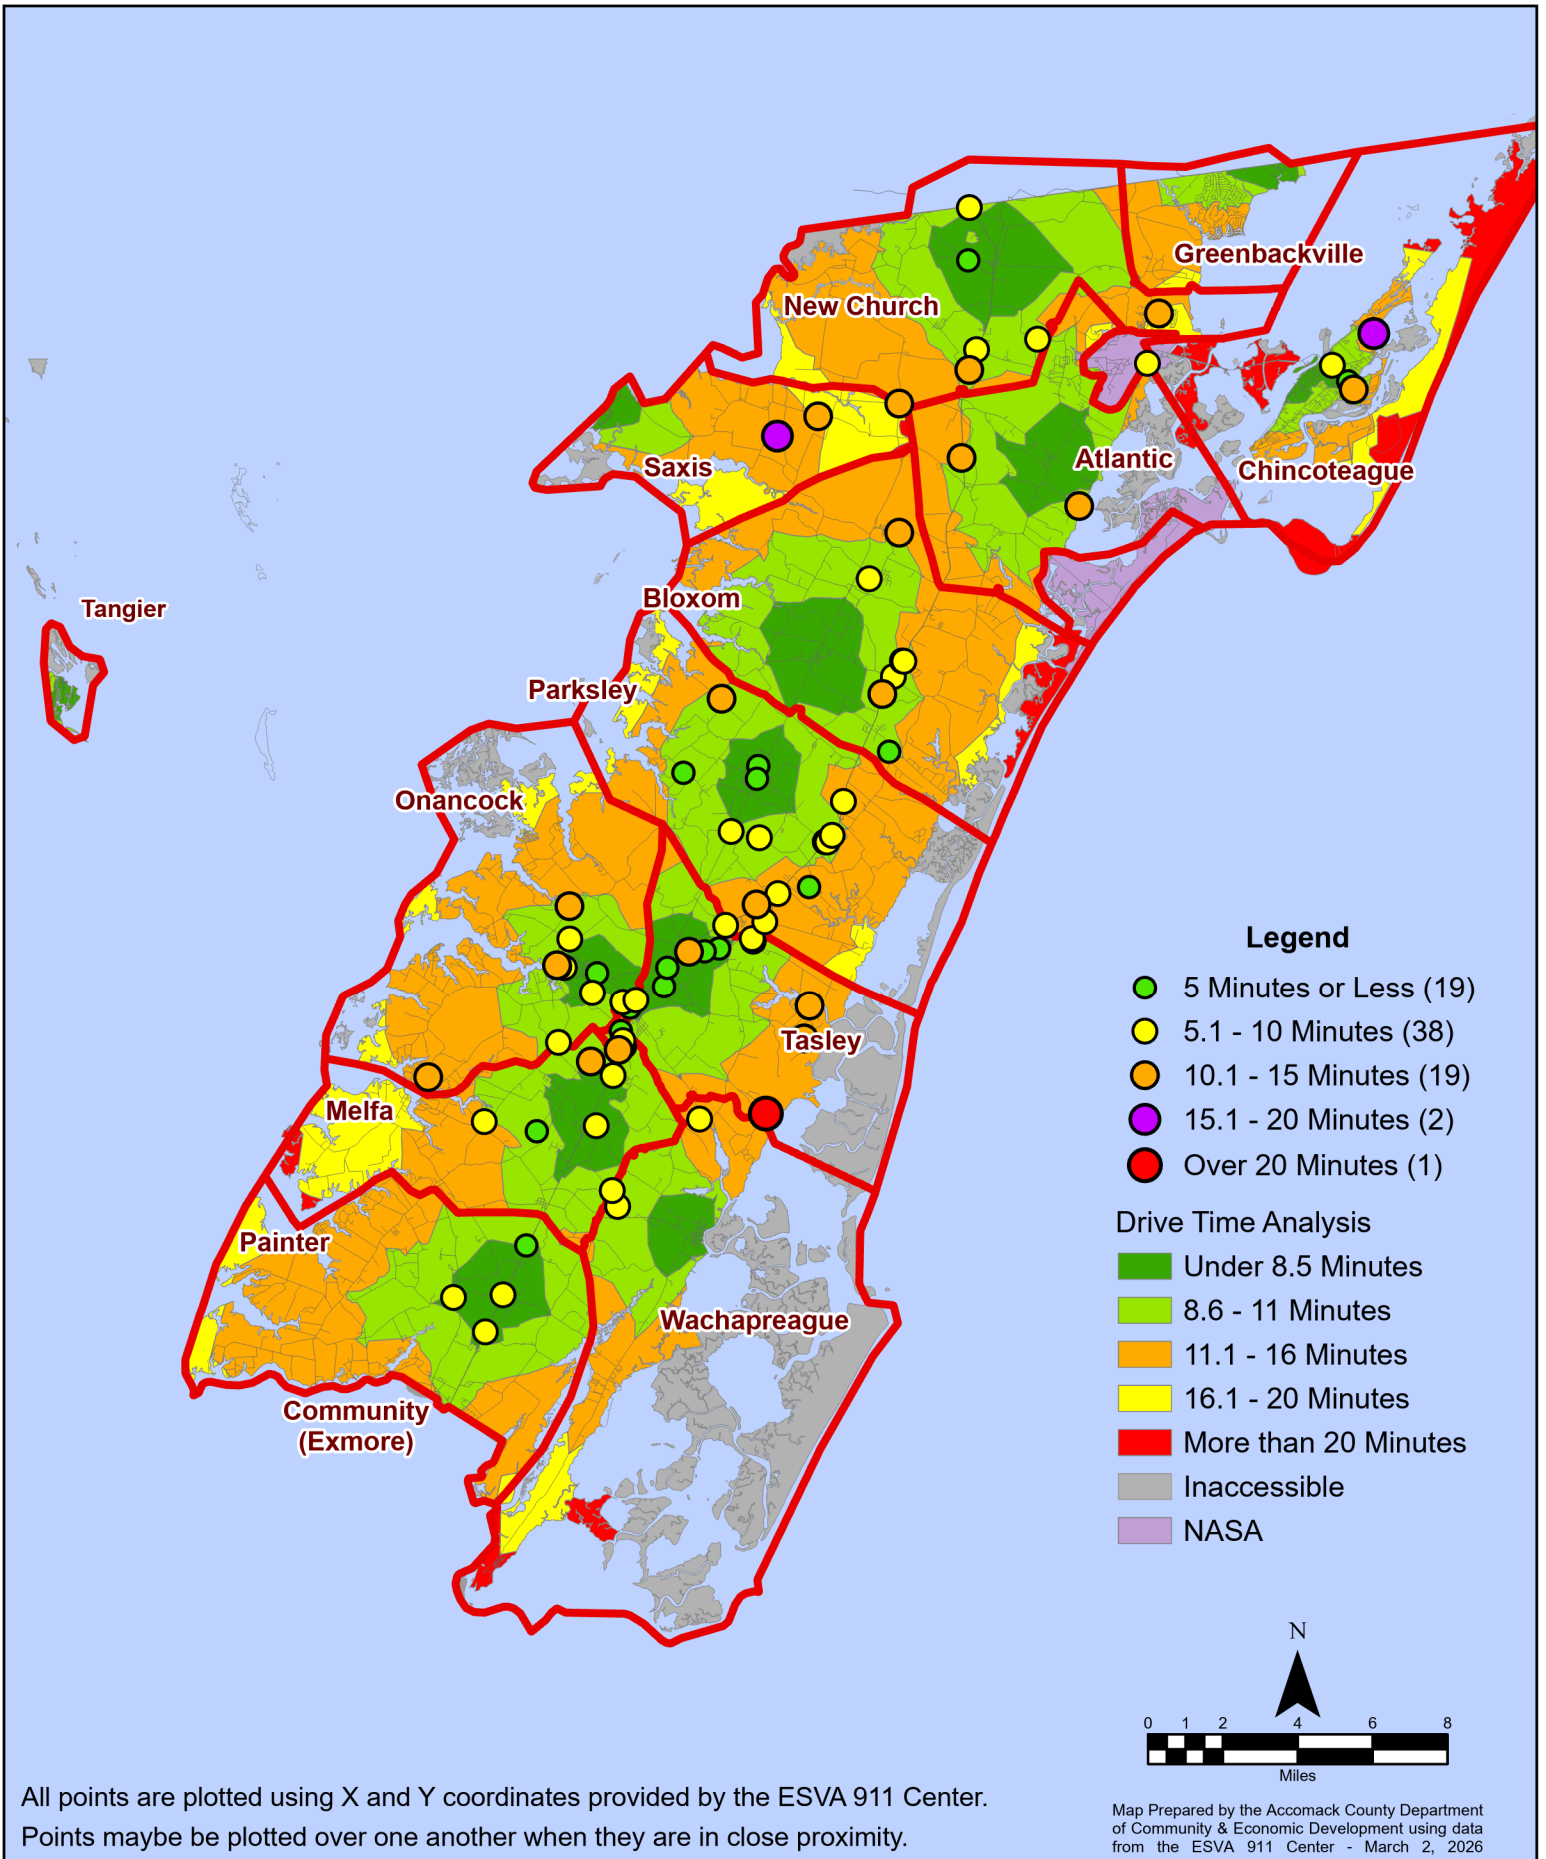 Greenbackville
New Church
Saxis
Atlantic
Chincoteague
Bloxom
Tangier
Parksley
Onancock
Tasley
Melfa
Painter
Wachapreague
Community
(Exmore)
Legend
5 Minutes or Less (19)
5.1 - 10 Minutes (38)
10.1 - 15 Minutes (19)
15.1 - 20 Minutes (2)
Over 20 Minutes (1)
Drive Time Analysis
Under 8.5 Minutes
8.6 - 11 Minutes
11.1 - 16 Minutes
16.1 - 20 Minutes
More than 20 Minutes
Inaccessible
NASA
N
0 1 2 4 6 8
Miles
All points are plotted using X and Y coordinates provided by the ESVA 911 Center.
Points maybe be plotted over one another when they are in close proximity.
Map Prepared by the Accomack County Department
of Community & Economic Development using data
from the ESVA 911 Center - March 2, 2026